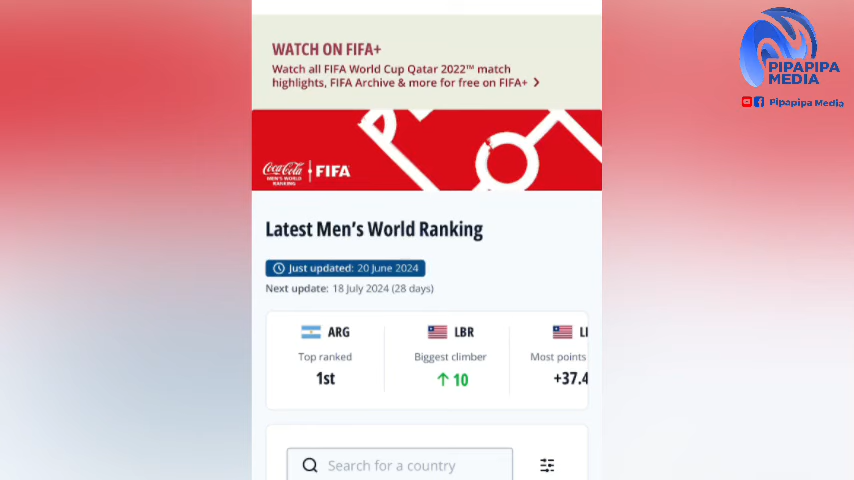 WATCH ON FIFA+
Watch all FIFA World Cup Qatar 2022™ match
highlights, FIFA Archive & more for free on FIFA+
Coca-Cola
MEN'S WORLD
RANKING
FIFA
Latest Men's World Ranking
Just updated: 20 June 2024
Next update: 18 July 2024 (28 days)
ARG
Top ranked
1st
LBR
Biggest climber
10
Most points
+37.4
Search for a country
PIPAPIPA
MEDIA
Pipapipa Media